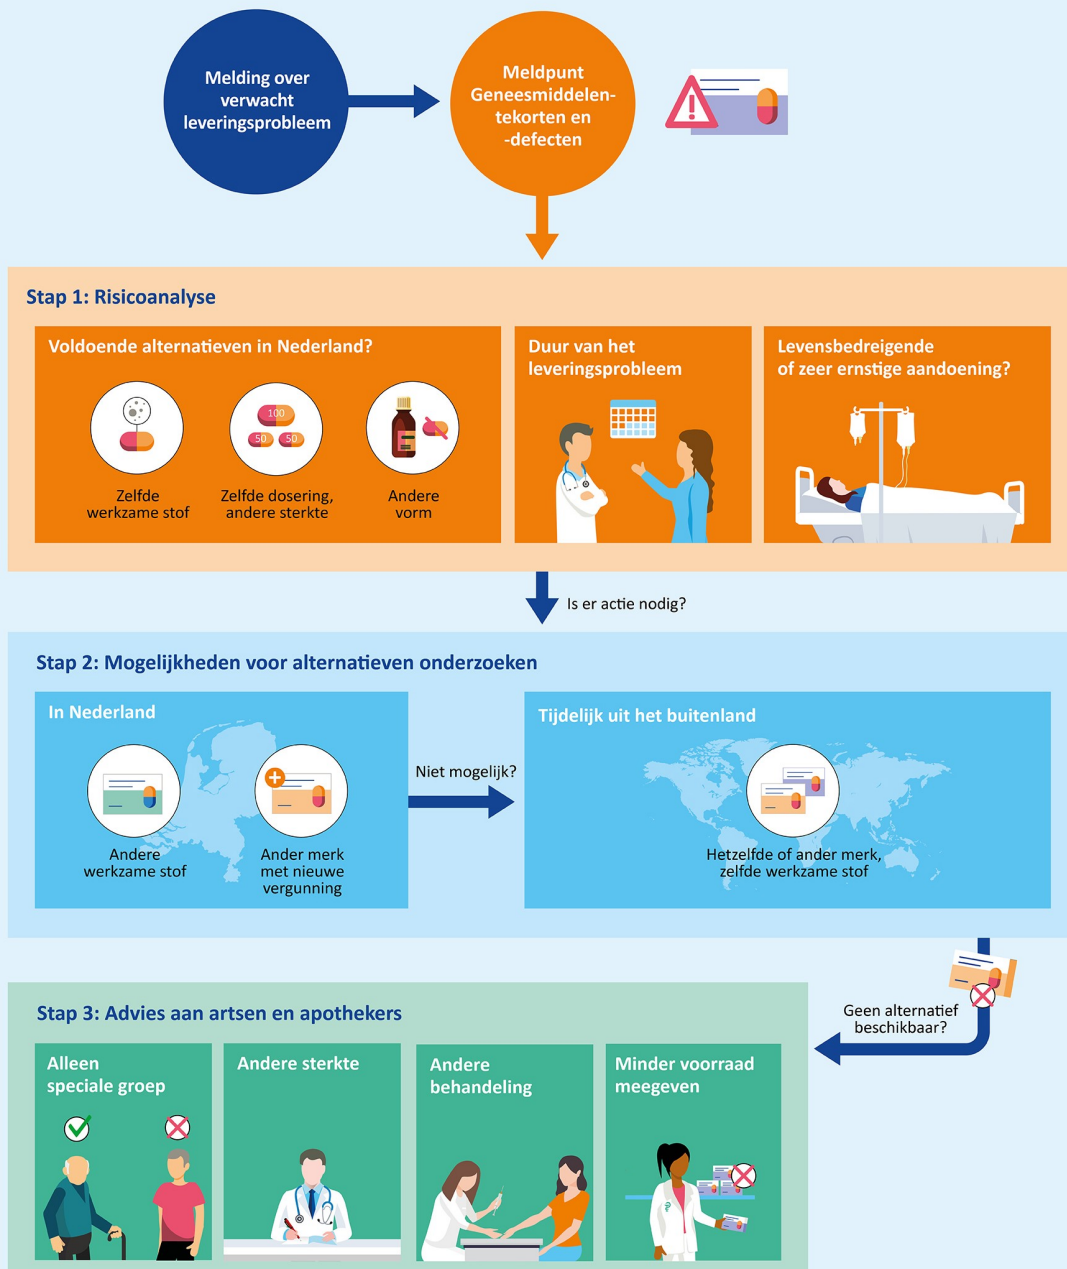 Melding over
verwacht
leveringsprobleem
Meldpunt
Geneesmiddelen-
tekorten en
-defecten
Stap 1: Risicoanalyse
Voldoende alternatieven in Nederland?
Zelfde
werkzame stof
100
50 50
Zelfde dosering,
andere sterkte
Andere
vorm
Duur van het
leveringsprobleem
Levensbedreigende
of zeer ernstige aandoening?
Is er actie nodig?
Stap 2: Mogelijkheden voor alternatieven onderzoeken
In Nederland
Andere
werkzame stof
Ander merk
met nieuwe
vergunning
Niet mogelijk?
Tijdelijk uit het buitenland
Hetzelfde of ander merk,
zelfde werkzame stof
Geen alternatief
beschikbaar?
Stap 3: Advies aan artsen en apothekers
Alleen
speciale groep
Andere sterkte
Andere
behandeling
Minder voorraad
meegeven